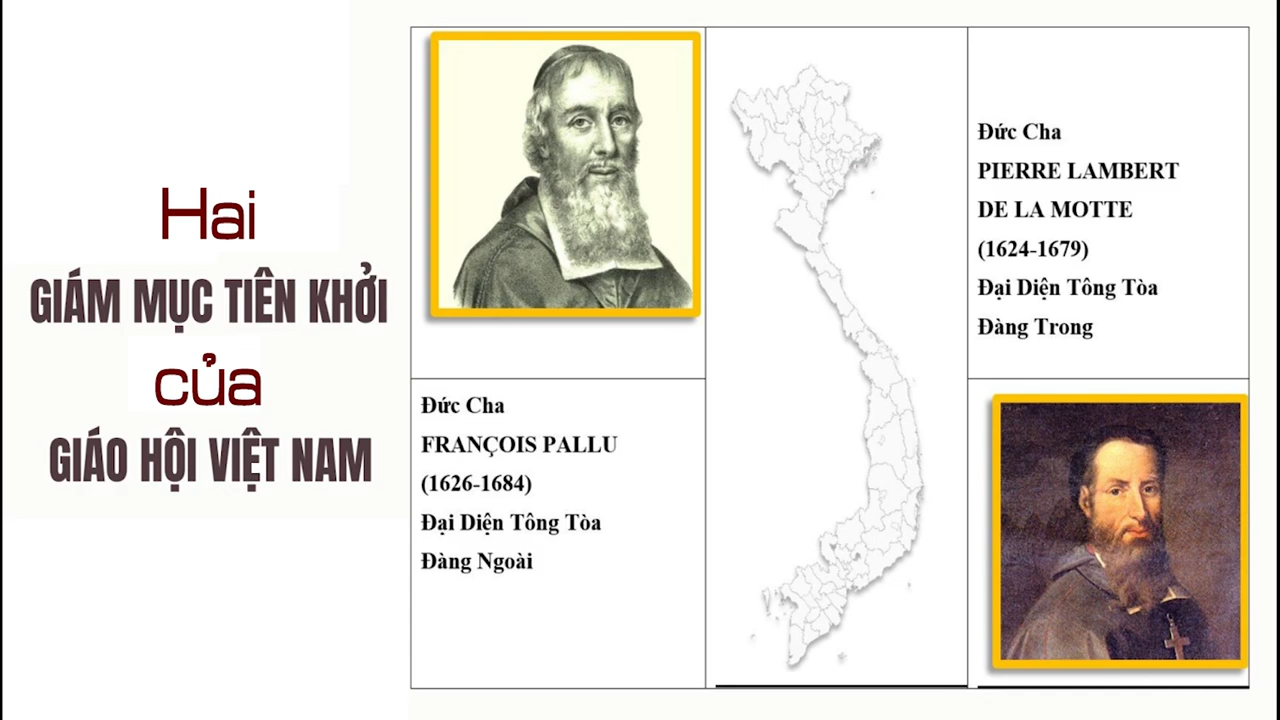 Hai
GIÁM MỤC TIÊN KHỞI
của
GIÁO HỘI VIỆT NAM
Đức Cha
FRANÇOIS PALLU
(1626-1684)
Đại Diện Tông Tòa
Đàng Ngoài
Đức Cha
PIERRE LAMBERT
DE LA MOTTE
(1624-1679)
Đại Diện Tông Tòa
Đàng Trong